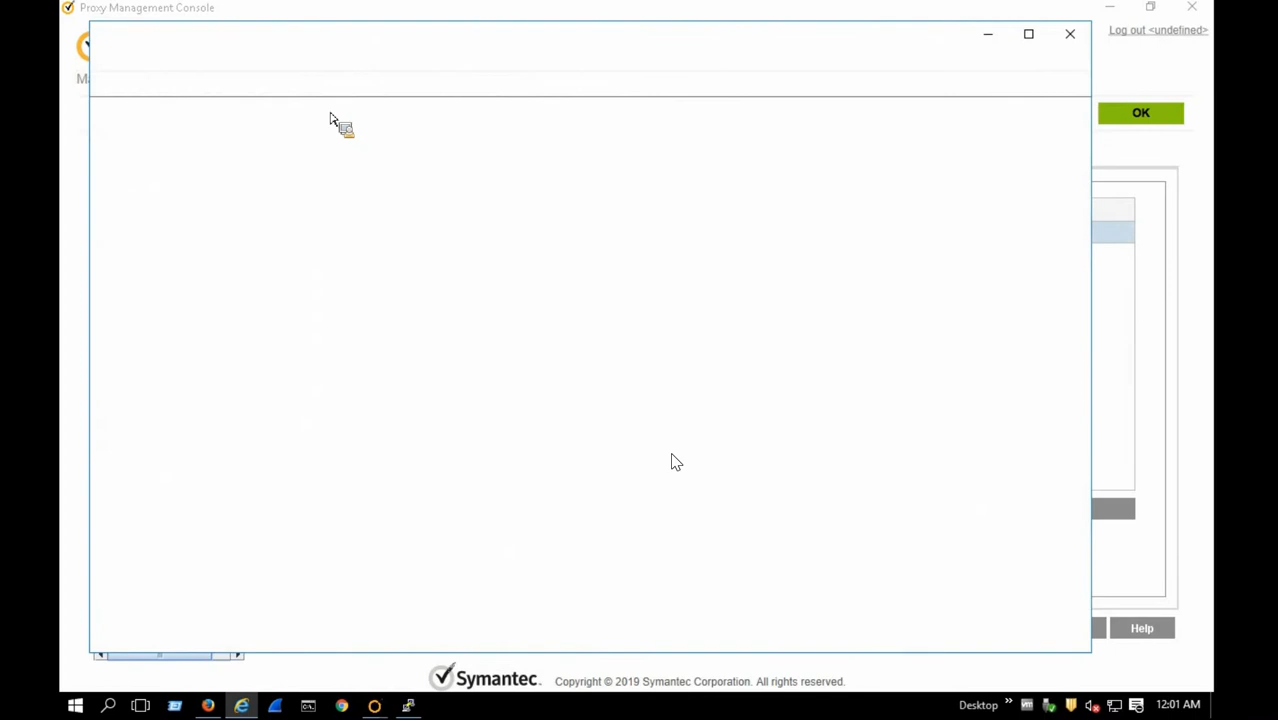 Proxy Management Console
Log out <undefined>
Ma
OK
Help
Symantec.
Copyright © 2019 Symantec Corporation. All rights reserved.
Desktop
12:01 AM